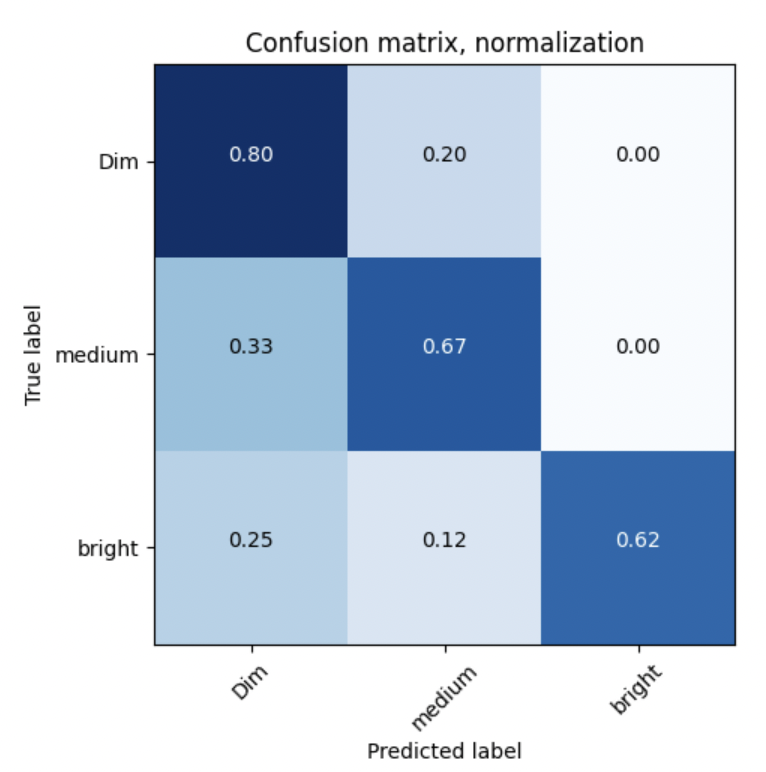 Confusion matrix, normalization
True label
Dim
0.80 0.20 0.00
medium
0.33 0.67 0.00
bright
0.25 0.12 0.62
Dim medium bright
Predicted label